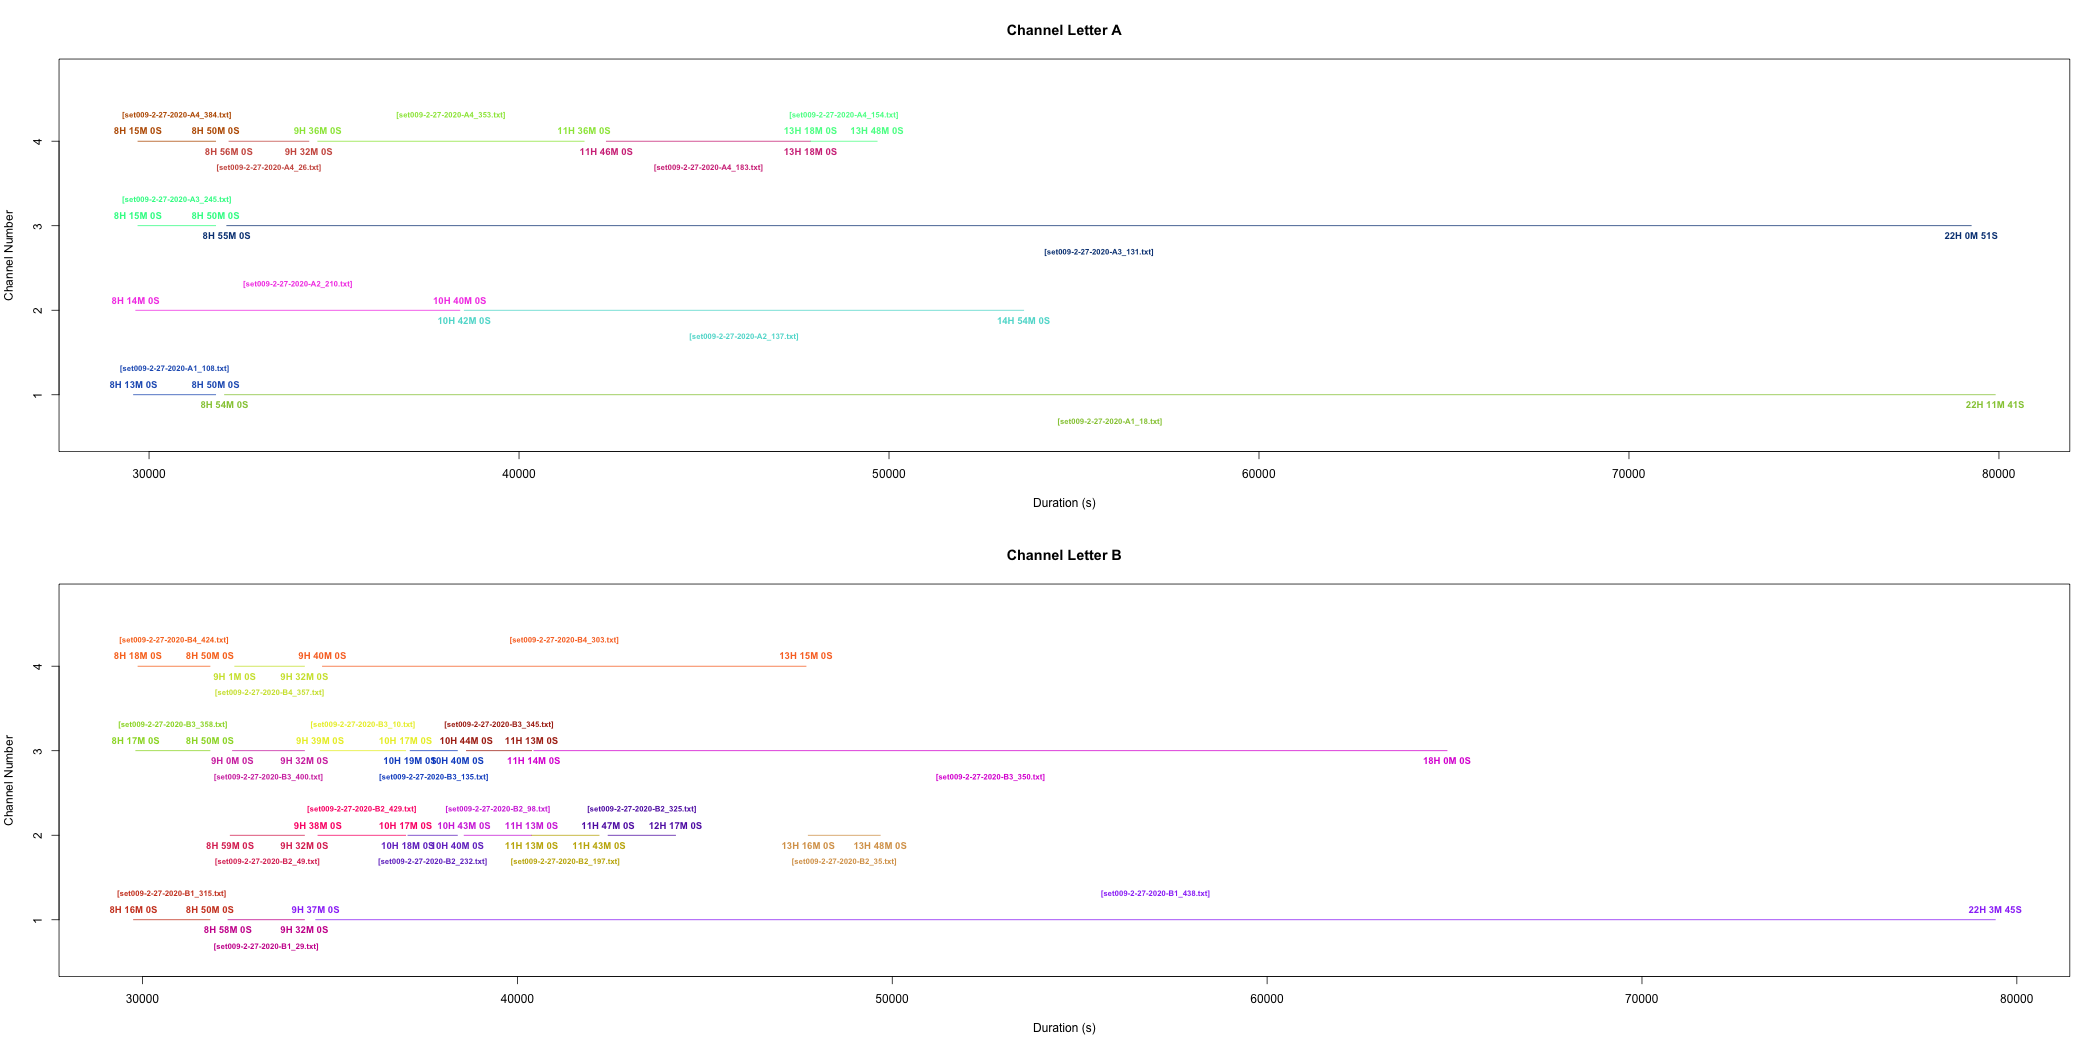 Channel Letter A
[set009-2-27-2020-A4_384.txt] [set009-2-27-2020-A4_353.txt] [set009-2-27-2020-A4_154.txt]
8H 15M 0S 8H 50M 0S 9H 36M 0S 11H 36M 0S 13H 18M 0S 13H 48M 0S
4
8H 56M 0S 9H 32M 0S 11H 46M 0S 13H 18M 0S
[set009-2-27-2020-A4_26.txt] [set009-2-27-2020-A4_183.txt]
[set009-2-27-2020-A3_245.txt]
8H 15M 0S 8H 50M 0S
3
8H 55M 0S 22H 0M 51S
[set009-2-27-2020-A3_131.txt]
Channel Number
[set009-2-27-2020-A2_210.txt]
8H 14M 0S 10H 40M 0S
2
10H 42M 0S 14H 54M 0S
[set009-2-27-2020-A2_137.txt]
[set009-2-27-2020-A1_108.txt]
8H 13M 0S 8H 50M 0S
1
8H 54M 0S 22H 11M 41S
[set009-2-27-2020-A1_18.txt]
30000 40000 50000 60000 70000 80000
Duration (s)
Channel Letter B
[set009-2-27-2020-B4_424.txt] [set009-2-27-2020-B4_303.txt]
8H 18M 0S 8H 50M 0S 9H 40M 0S 13H 15M 0S
4
9H 1M 0S 9H 32M 0S
[set009-2-27-2020-B4_357.txt]
[set009-2-27-2020-B3_358.txt] [set009-2-27-2020-B3_10.txt] [set009-2-27-2020-B3_345.txt]
8H 17M 0S 8H 50M 0S 9H 39M 0S 10H 17M 0S 10H 44M 0S 11H 13M 0S
3
9H 0M 0S 9H 32M 0S 10H 19M 0S 10H 40M 0S 11H 14M 0S 18H 0M 0S
[set009-2-27-2020-B3_400.txt] [set009-2-27-2020-B3_135.txt] [set009-2-27-2020-B3_350.txt]
Channel Number
[set009-2-27-2020-B2_429.txt] [set009-2-27-2020-B2_98.txt] [set009-2-27-2020-B2_325.txt]
9H 38M 0S 10H 17M 0S 10H 43M 0S 11H 13M 0S 11H 47M 0S 12H 17M 0S
2
8H 59M 0S 9H 32M 0S 10H 18M 0S 10H 40M 0S 11H 13M 0S 11H 43M 0S 13H 16M 0S 13H 48M 0S
[set009-2-27-2020-B2_49.txt] [set009-2-27-2020-B2_232.txt] [set009-2-27-2020-B2_197.txt] [set009-2-27-2020-B2_35.txt]
[set009-2-27-2020-B1_315.txt] [set009-2-27-2020-B1_438.txt]
8H 16M 0S 8H 50M 0S 9H 37M 0S 22H 3M 45S
1
8H 58M 0S 9H 32M 0S
[set009-2-27-2020-B1_29.txt]
30000 40000 50000 60000 70000 80000
Duration (s)